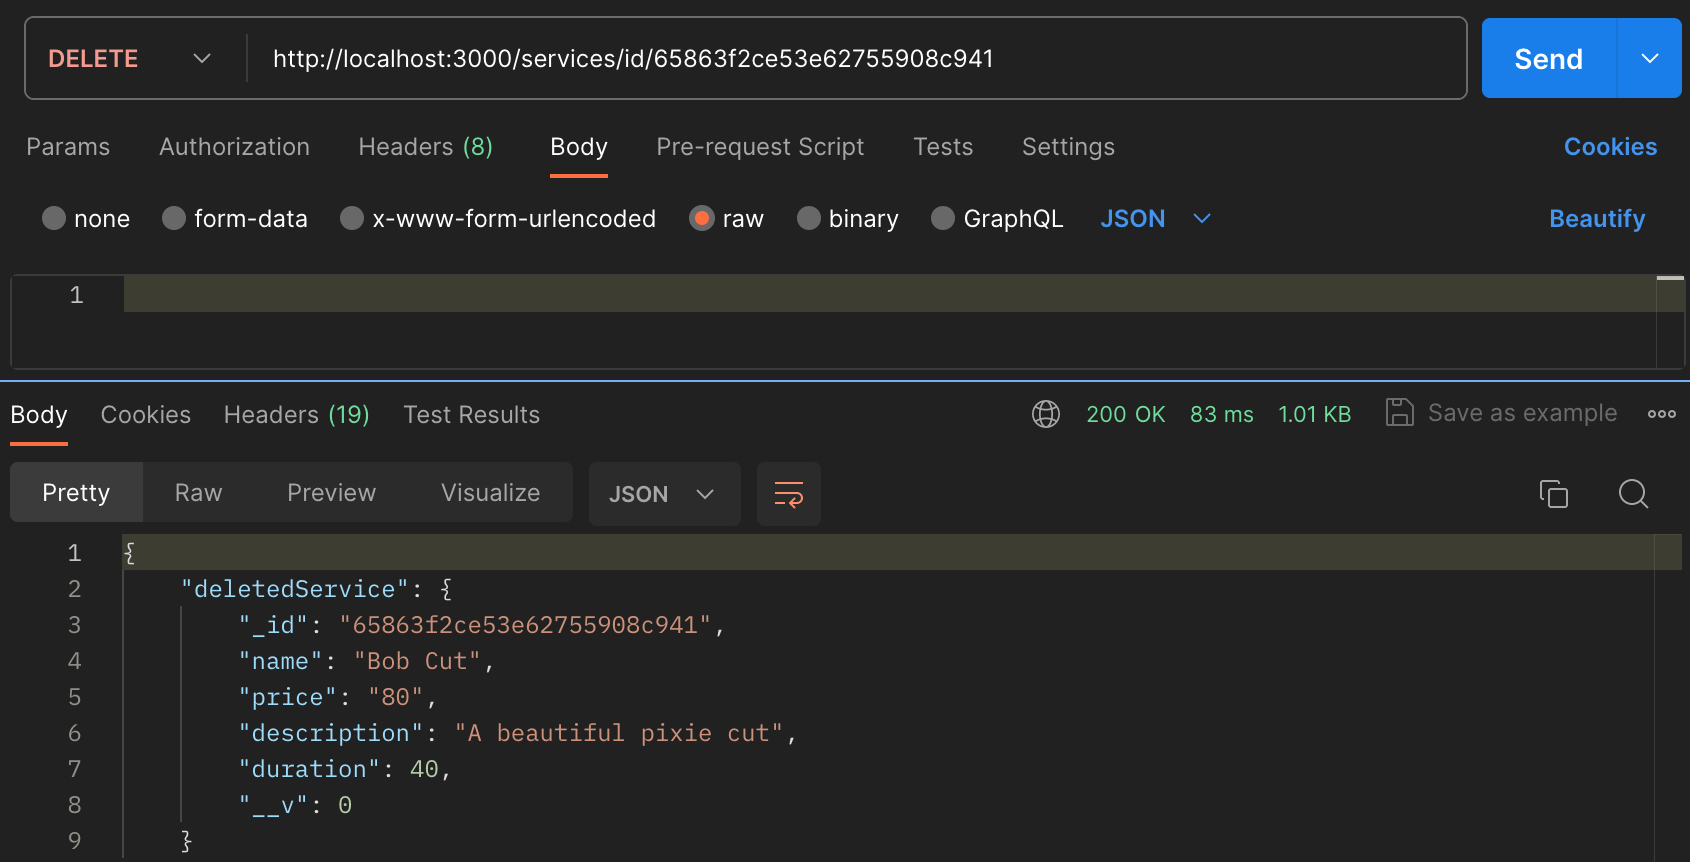 DELETE http://localhost:3000/services/id/65863f2ce53e62755908c941 Send
Params Authorization Headers (8) Body Pre-request Script Tests Settings Cookies
none form-data x-www-form-urlencoded raw binary GraphQL JSON Beautify
1
Body Cookies Headers (19) Test Results 200 OK 83 ms 1.01 KB Save as example
Pretty Raw Preview Visualize JSON
1 {
2 "deletedService": {
3 "_id": "65863f2ce53e62755908c941",
4 "name": "Bob Cut",
5 "price": "80",
6 "description": "A beautiful pixie cut",
7 "duration": 40,
8 "__v": 0
9 }